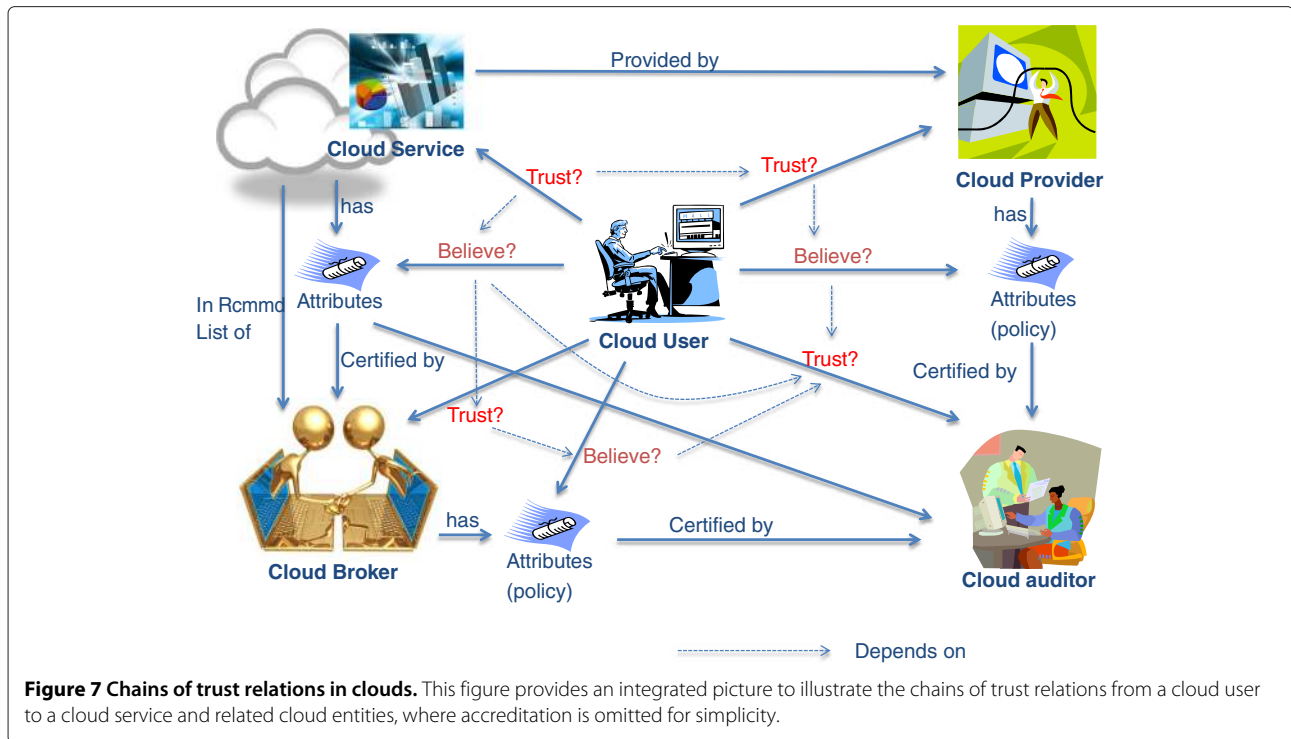 Provided by
Cloud Service
Trust?
Trust?
Cloud Provider
has
has
Believe?
Believe?
Attributes
Attributes
(policy)
In Rcmmd
List of
Cloud User
Certified by
Trust?
Certified by
Trust?
Believe?
has
Certified by
Attributes
(policy)
Cloud Broker
Cloud auditor
Depends on
Figure 7 Chains of trust relations in clouds. This figure provides an integrated picture to illustrate the chains of trust relations from a cloud user
to a cloud service and related cloud entities, where accreditation is omitted for simplicity.